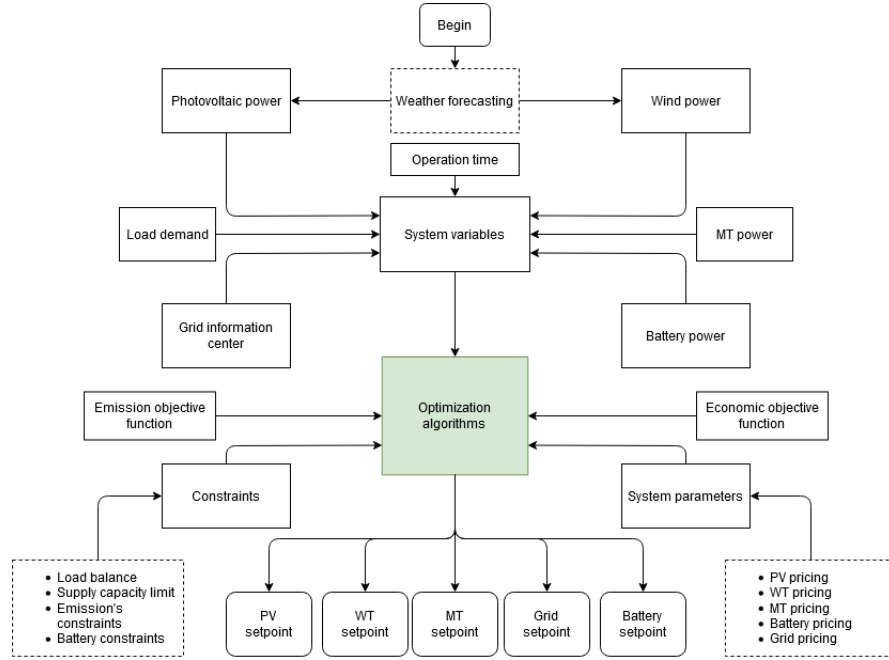 Begin
Photovoltaic power
Weather forecasting
Wind power
Operation time
Load demand
System variables
MT power
Grid information
center
Battery power
Emission objective
function
Optimization
algorithms
Economic objective
function
Constraints
System parameters
• Load balance
• Supply capacity limit
• Emission's
constraints
• Battery constraints
PV
setpoint
WT
setpoint
MT
setpoint
Grid
setpoint
Battery
setpoint
• PV pricing
• WT pricing
• MT pricing
• Battery pricing
• Grid pricing